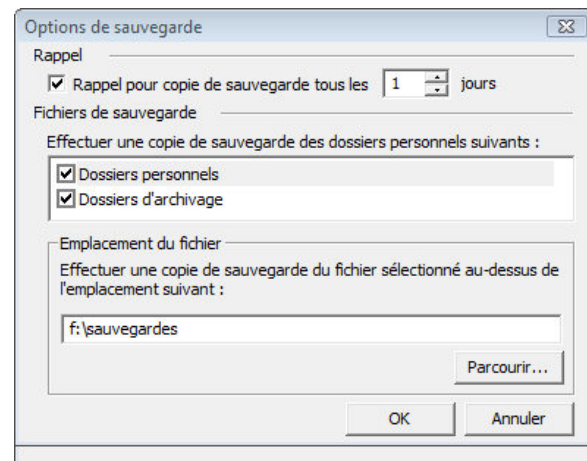 Options de sauvegarde
Rappel
Rappel pour copie de sauvegarde tous les 1 jours
Fichiers de sauvegarde
Effectuer une copie de sauvegarde des dossiers personnels suivants :
Dossiers personnels
Dossiers d'archivage
Emplacement du fichier
Effectuer une copie de sauvegarde du fichier sélectionné au-dessus de
l'emplacement suivant :
f:\sauvegardes
Parcourir...
OK Annuler